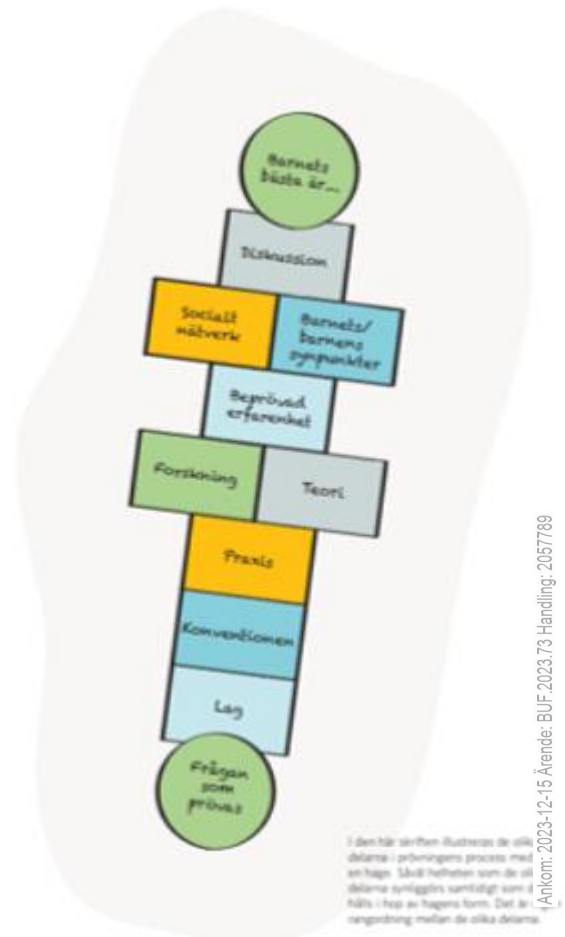 Barnets
bästa är...
Diskussion
Socialt
nätverk
Barnets/
barnens
synpunkter
Beprövad
erfarenhet
Forskning
Teori
Praxis
Konventionen
Lag
Frågan
som
prövas
I den här skriften illustreras de
delarna i prövningens process med
en hage. Såväl helheten som de
delarna synliggörs samtidigt som
hålls i hop av hagens form. Det är
rangordning mellan de olika delarna.
Ankom: 2023-12-15 Ärende: BUF.2023.73 Handling: 2057789